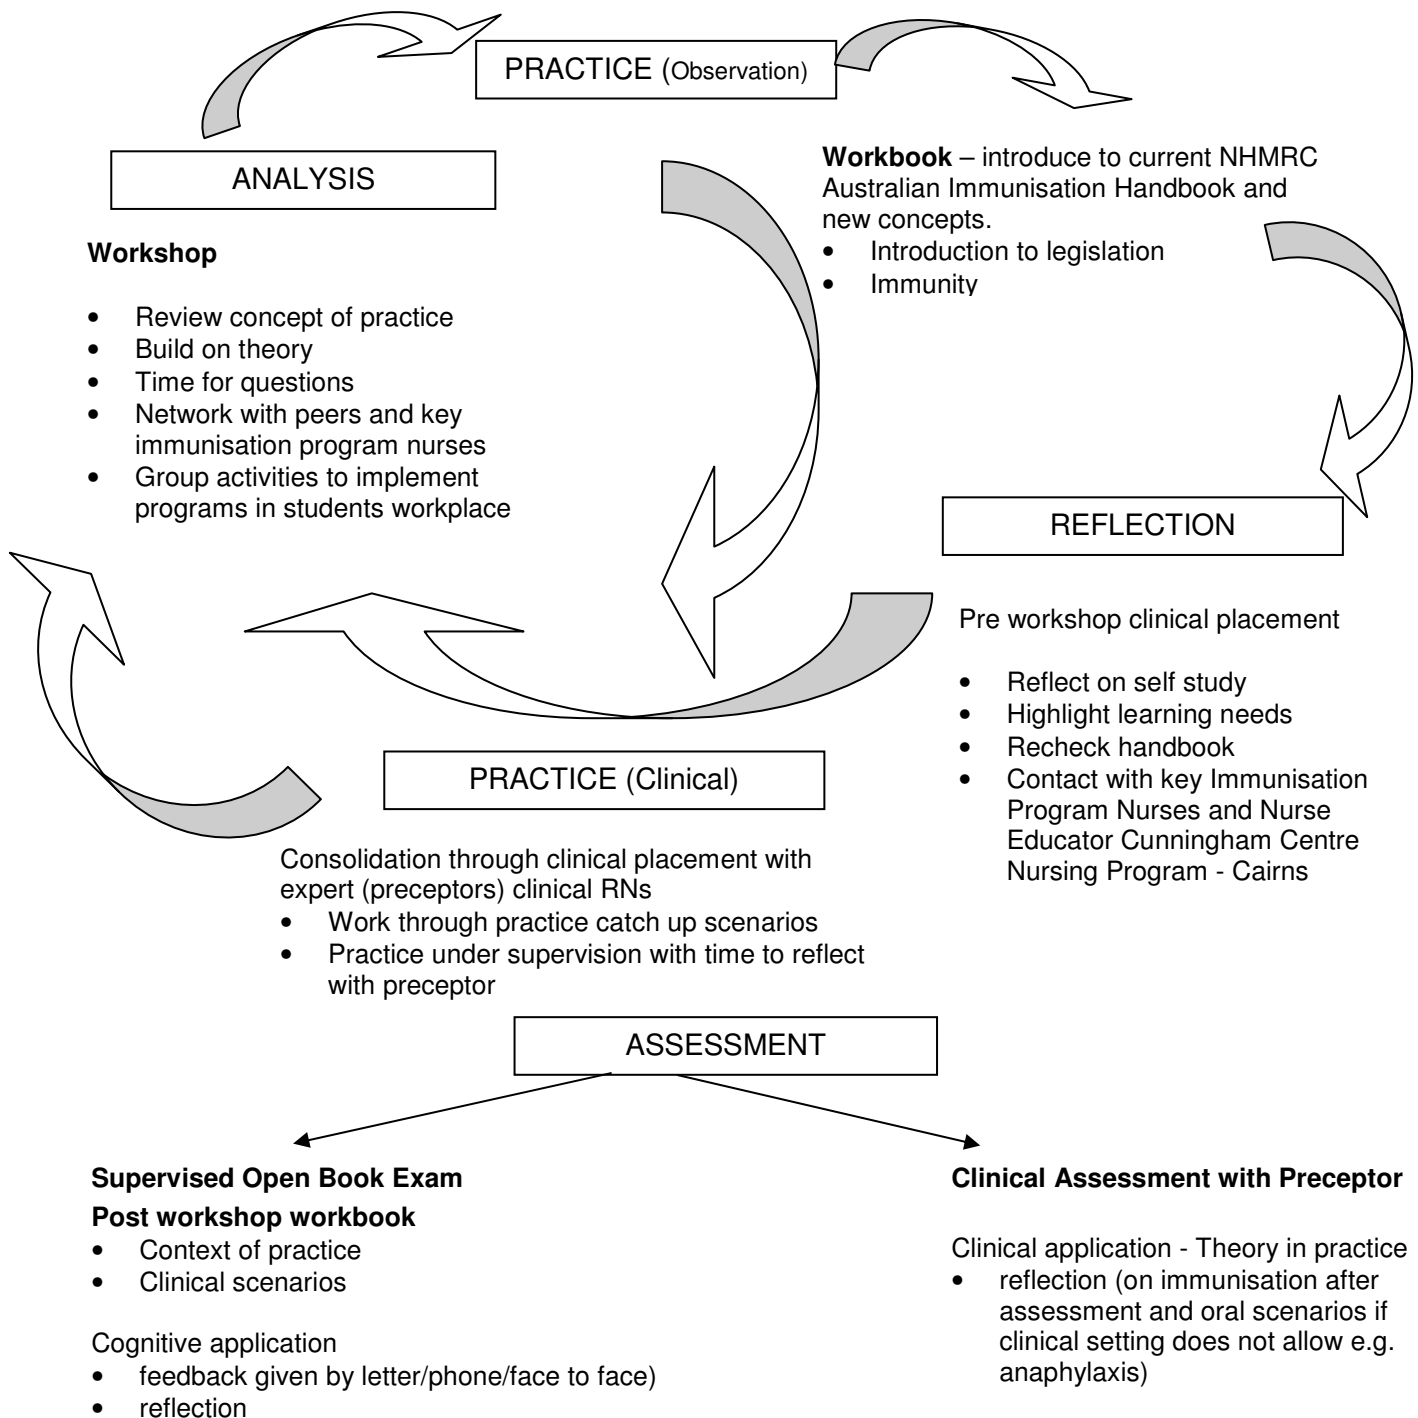 PRACTICE (Observation)
ANALYSIS
Workshop
• Review concept of practice
• Build on theory
• Time for questions
• Network with peers and key
immunisation program nurses
• Group activities to implement
programs in students workplace
Workbook – introduce to current NHMRC
Australian Immunisation Handbook and
new concepts.
• Introduction to legislation
• Immunity
REFLECTION
Pre workshop clinical placement
• Reflect on self study
• Highlight learning needs
• Recheck handbook
• Contact with key Immunisation
Program Nurses and Nurse
Educator Cunningham Centre
Nursing Program - Cairns
PRACTICE (Clinical)
Consolidation through clinical placement with
expert (preceptors) clinical RNs
• Work through practice catch up scenarios
• Practice under supervision with time to reflect
with preceptor
ASSESSMENT
Supervised Open Book Exam
Post workshop workbook
• Context of practice
• Clinical scenarios
Cognitive application
• feedback given by letter/phone/face to face)
• reflection
Clinical Assessment with Preceptor
Clinical application - Theory in practice
• reflection (on immunisation after
assessment and oral scenarios if
clinical setting does not allow e.g.
anaphylaxis)